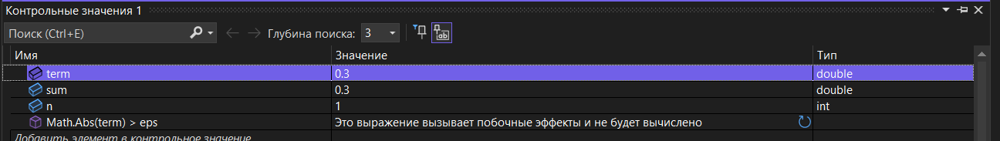 Контрольные значения 1
Поиск (Ctrl+E) Глубина поиска: 3
Имя Значение Тип
term 0.3 double
sum 0.3 double
n 1 int
Math.Abs(term) > eps Это выражение вызывает побочные эффекты и не будет вычислено
Добавить элемент в контрольное значение